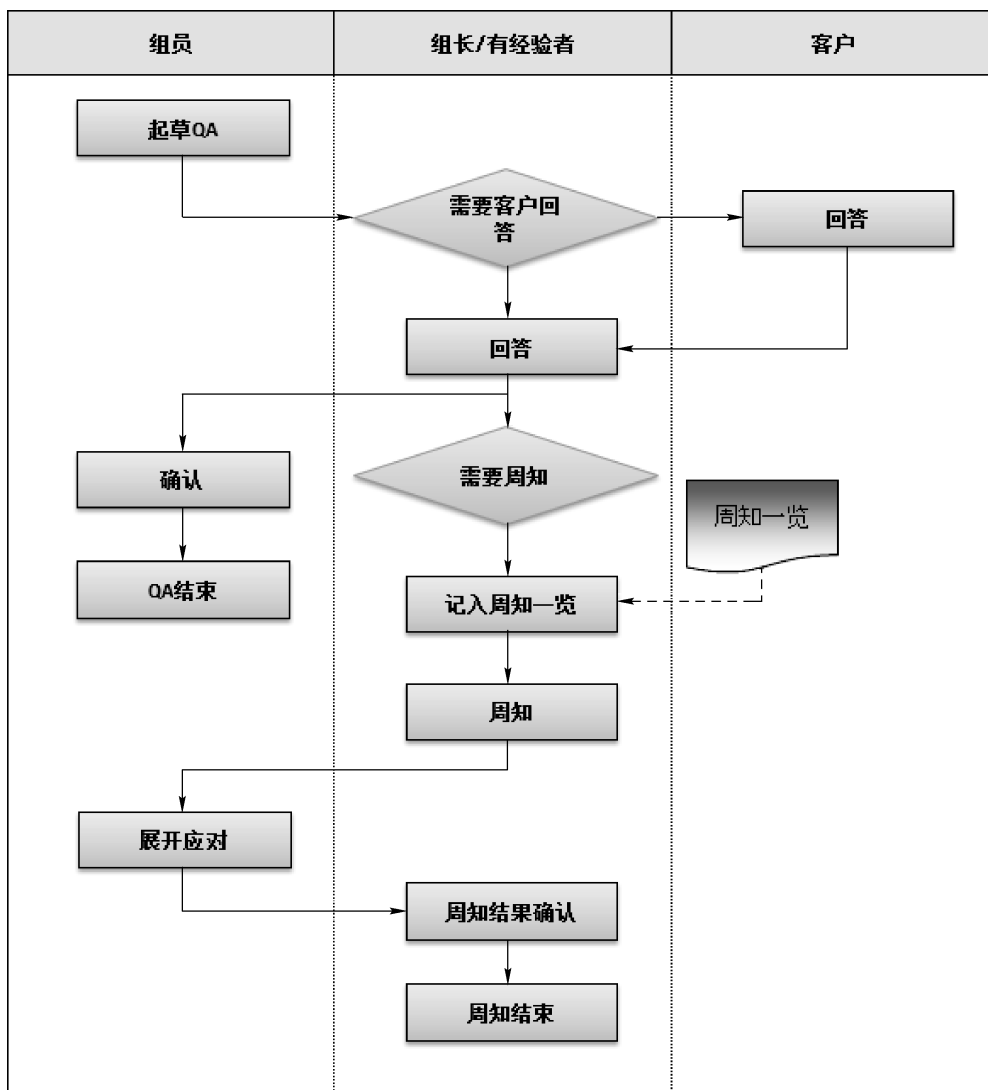 组员
组长/有经验者
客户
起草QA
需要客户回
答
回答
回答
需要周知
确认
周知一览
QA结束
记入周知一览
周知
展开应对
周知结果确认
周知结束